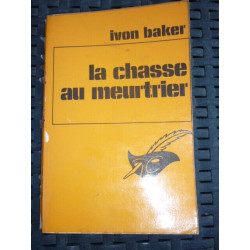 ivon baker
la chasse
au meurtrier